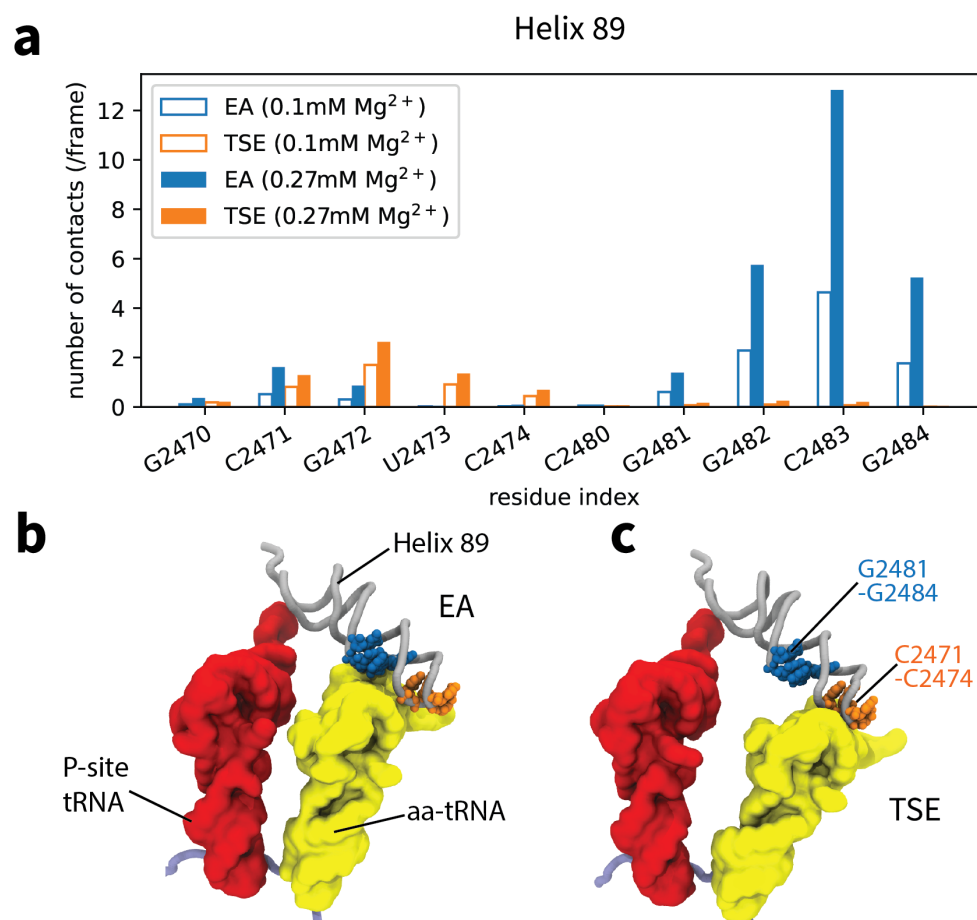 a
Helix 89
number of contacts (/frame)
12
10
8
6
4
2
0
EA (0.1mM Mg²⁺)
TSE (0.1mM Mg²⁺)
EA (0.27mM Mg²⁺)
TSE (0.27mM Mg²⁺)
G2470
C2471
G2472
U2473
C2474
C2480
G2481
G2482
C2483
G2484
residue index
b
Helix 89
EA
P-site
tRNA
aa-tRNA
c
G2481
-G2484
C2471
-C2474
TSE